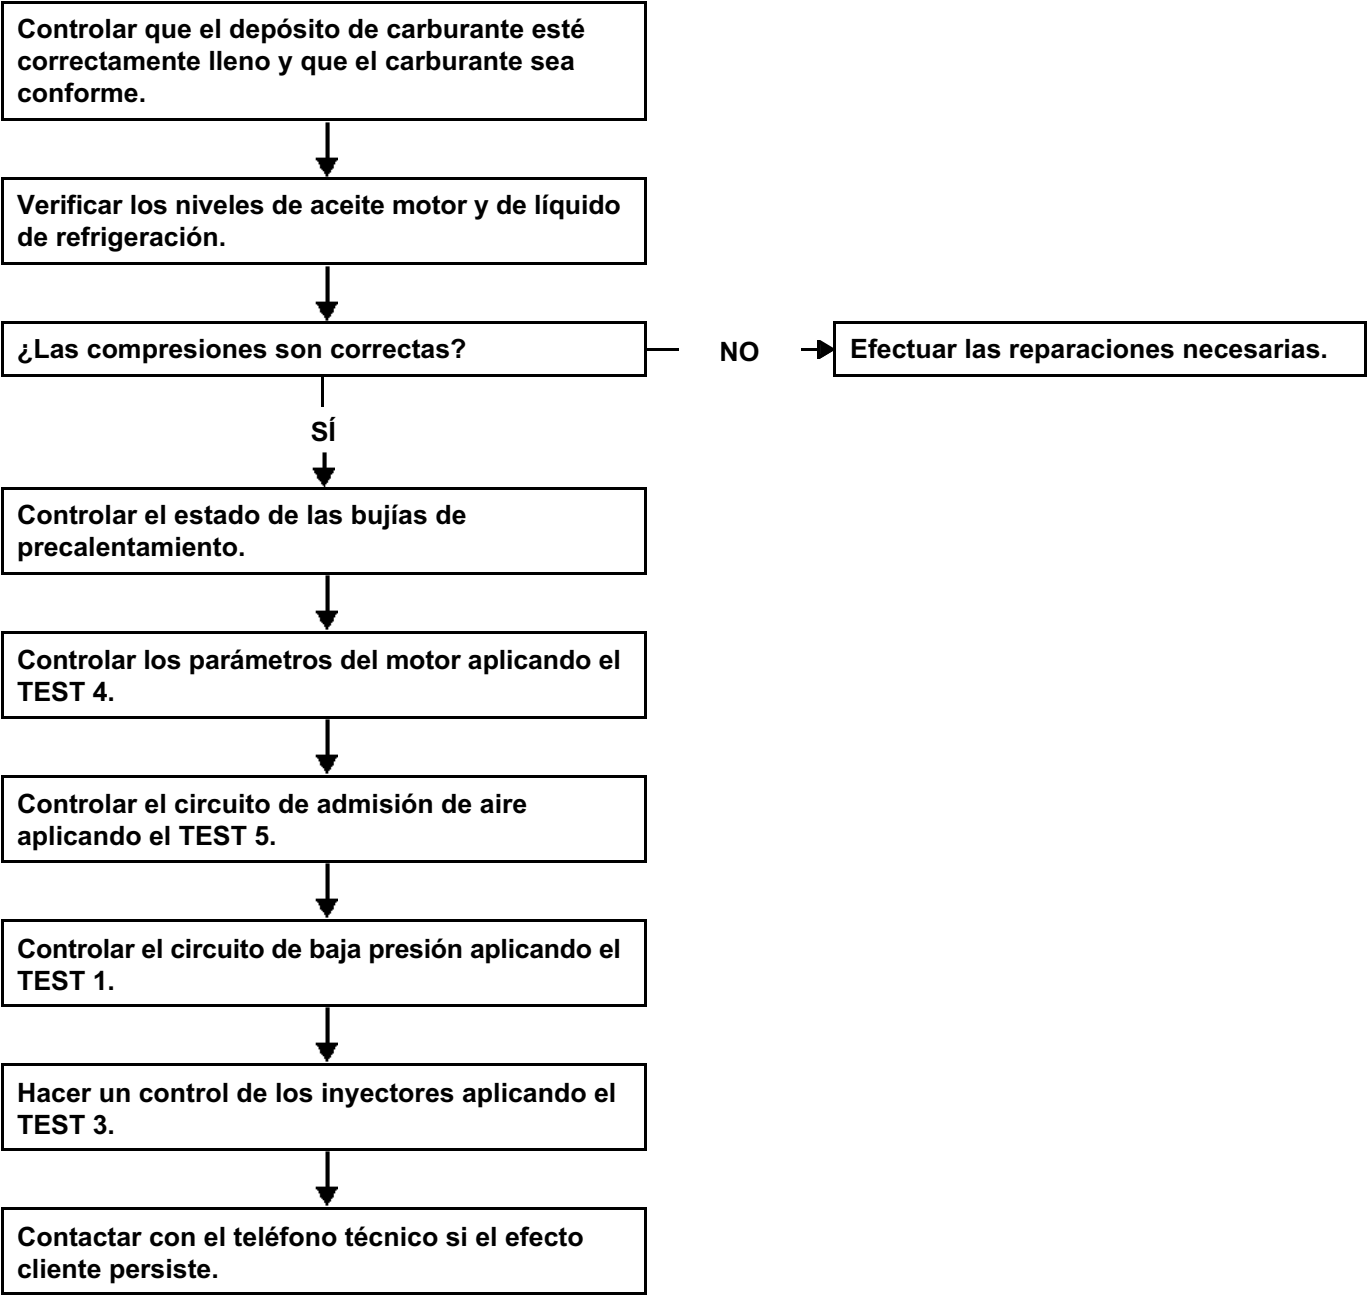 Controlar que el depósito de carburante esté
correctamente lleno y que el carburante sea
conforme.
Verificar los niveles de aceite motor y de líquido
de refrigeración.
¿Las compresiones son correctas?
NO
Efectuar las reparaciones necesarias.
SÍ
Controlar el estado de las bujías de
precalentamiento.
Controlar los parámetros del motor aplicando el
TEST 4.
Controlar el circuito de admisión de aire
aplicando el TEST 5.
Controlar el circuito de baja presión aplicando el
TEST 1.
Hacer un control de los inyectores aplicando el
TEST 3.
Contactar con el teléfono técnico si el efecto
cliente persiste.